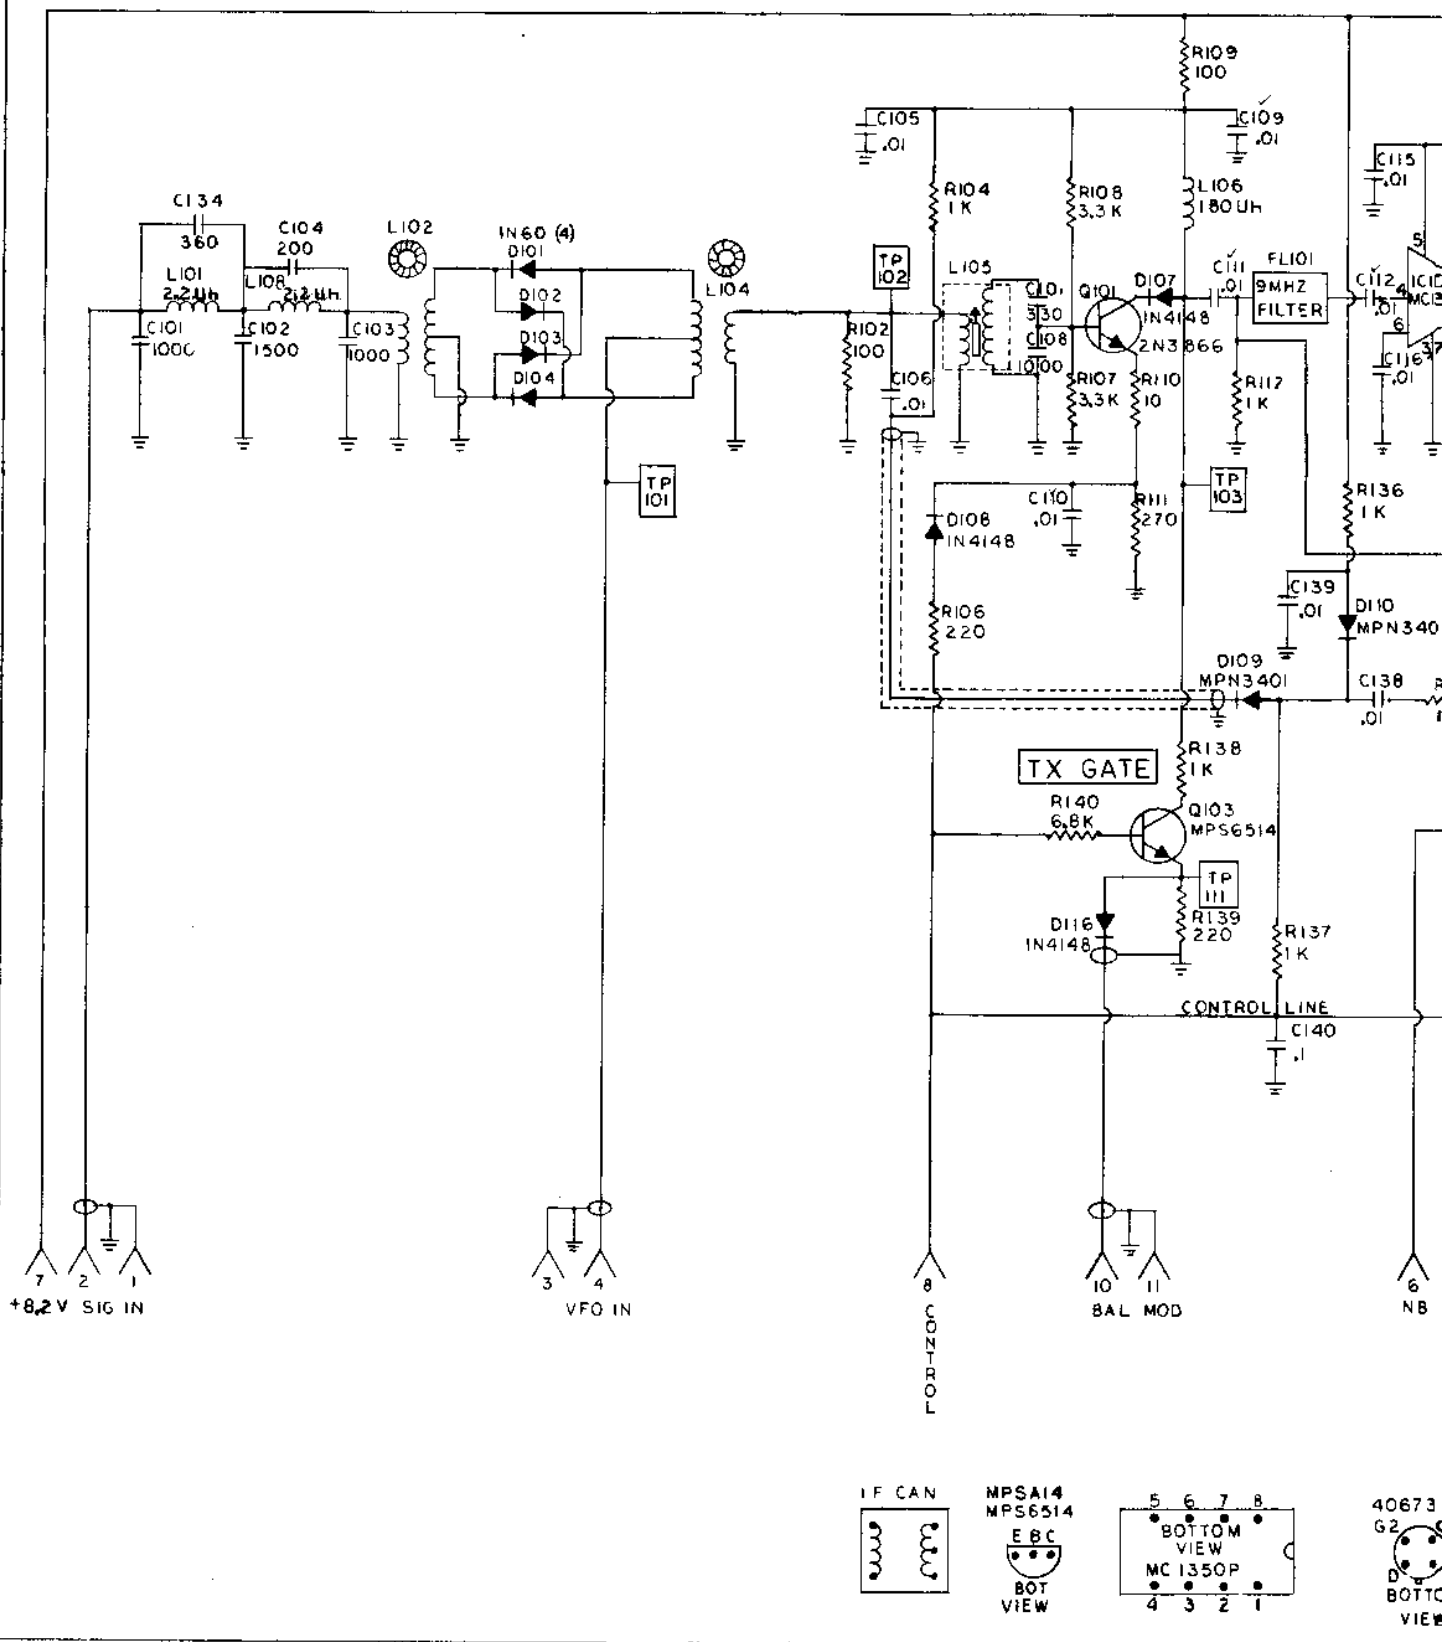 R109
100
C105
.01
C109
.01
C115
.01
R104
1K
R108
3.3K
L106
180Uh
C134
360
C104
200
L102
1N60 (4)
D101
TP
102
L105
5
L101
2.2Uh
L108
2.2Uh
D102
L104
Q101
D107
1N4148
C111
.01
FL101
9MHZ
FILTER
C112
.01
4
C101
1000
C102
1500
C103
1000
D103
R102
100
C108
1000
2N3866
6
D104
C106
.01
R107
3.3K
R110
10
R112
1K
C116
.01
TP
101
C110
.01
R111
270
TP
103
R136
1K
D108
1N4148
C139
.01
D110
MPN340
R106
220
D109
MPN3401
C138
.01
TX GATE
R138
1K
R140
6.8K
Q103
MPS6514
TP
111
D116
1N4148
R139
220
R137
1K
CONTROL LINE
C140
.1
7
2
1
3
4
8
10
11
6
+8.2V
SIG IN
VFO IN
CONTROL
BAL MOD
NB
IF CAN
MPSA14
MPS6514
E B C
BOT
VIEW
5 6 7 8
BOTTOM
VIEW
MC1350P
4 3 2 1
40673
G2
D